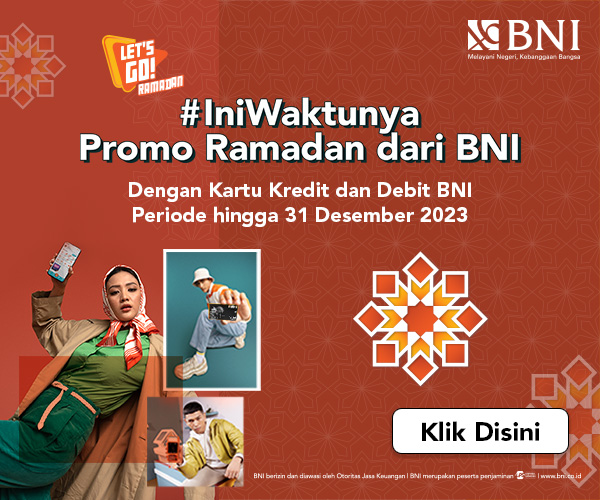 LET'S
GO!
RAMADAN
BNI
Melayani Negeri, Kebanggaan Bangsa
#IniWaktunya
Promo Ramadan dari BNI
Dengan Kartu Kredit dan Debit BNI
Periode hingga 31 Desember 2023
Klik Disini
BNI berizin dan diawasi oleh Otoritas Jasa Keuangan | BNI merupakan peserta penjaminan | www.bni.co.id